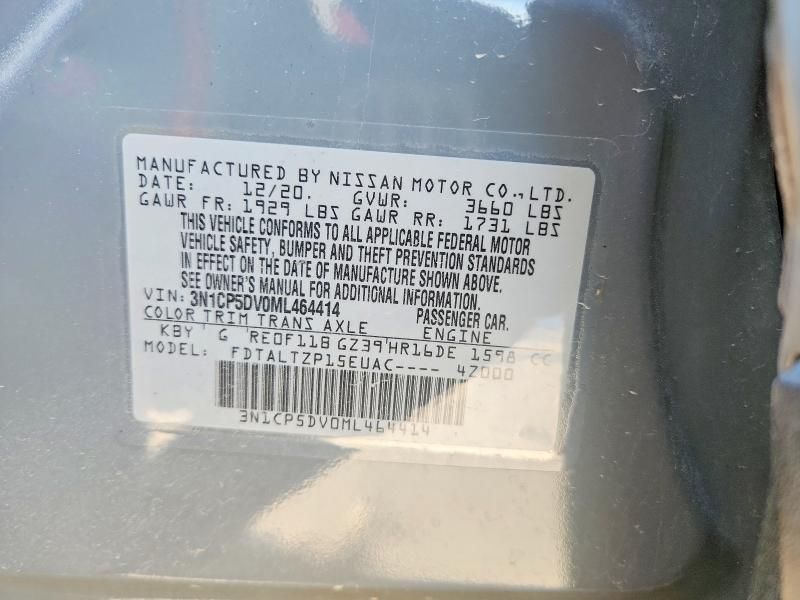 MANUFACTURED BY NISSAN MOTOR CO.,LTD.
DATE: 12/20. GVWR: 3660 LBS
GAWR FR: 1929 LBS GAWR RR: 1731 LBS
THIS VEHICLE CONFORMS TO ALL APPLICABLE FEDERAL MOTOR
VEHICLE SAFETY, BUMPER AND THEFT PREVENTION STANDARDS
IN EFFECT ON THE DATE OF MANUFACTURE SHOWN ABOVE.
SEE OWNER'S MANUAL FOR ADDITIONAL INFORMATION.
VIN: 3N1CP5DV0ML464414 PASSENGER CAR.
COLOR TRIM TRANS AXLE ENGINE
KBY G RE0F11B GZ39 HR16DE 1598 CC
MODEL: FDTALTZP15EUAC---- 4Z000
3N1CP5DV0ML464414